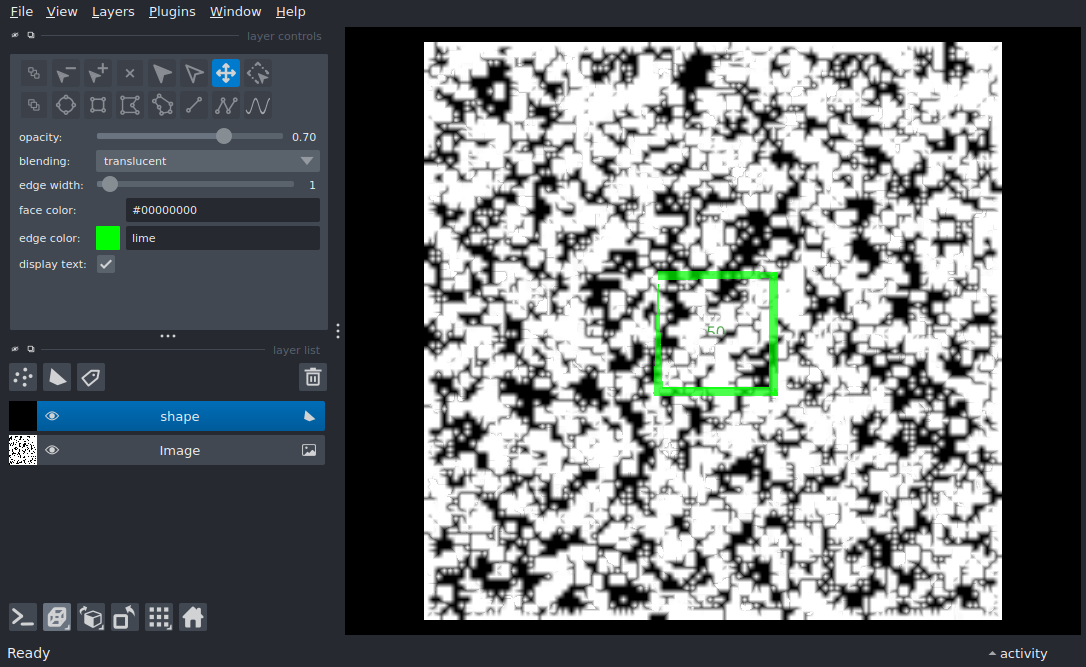 File View Layers Plugins Window Help
layer controls
opacity: 0.70
blending: translucent
edge width: 1
face color: #00000000
edge color: lime
display text:
layer list
shape
Image
50
Ready
activity